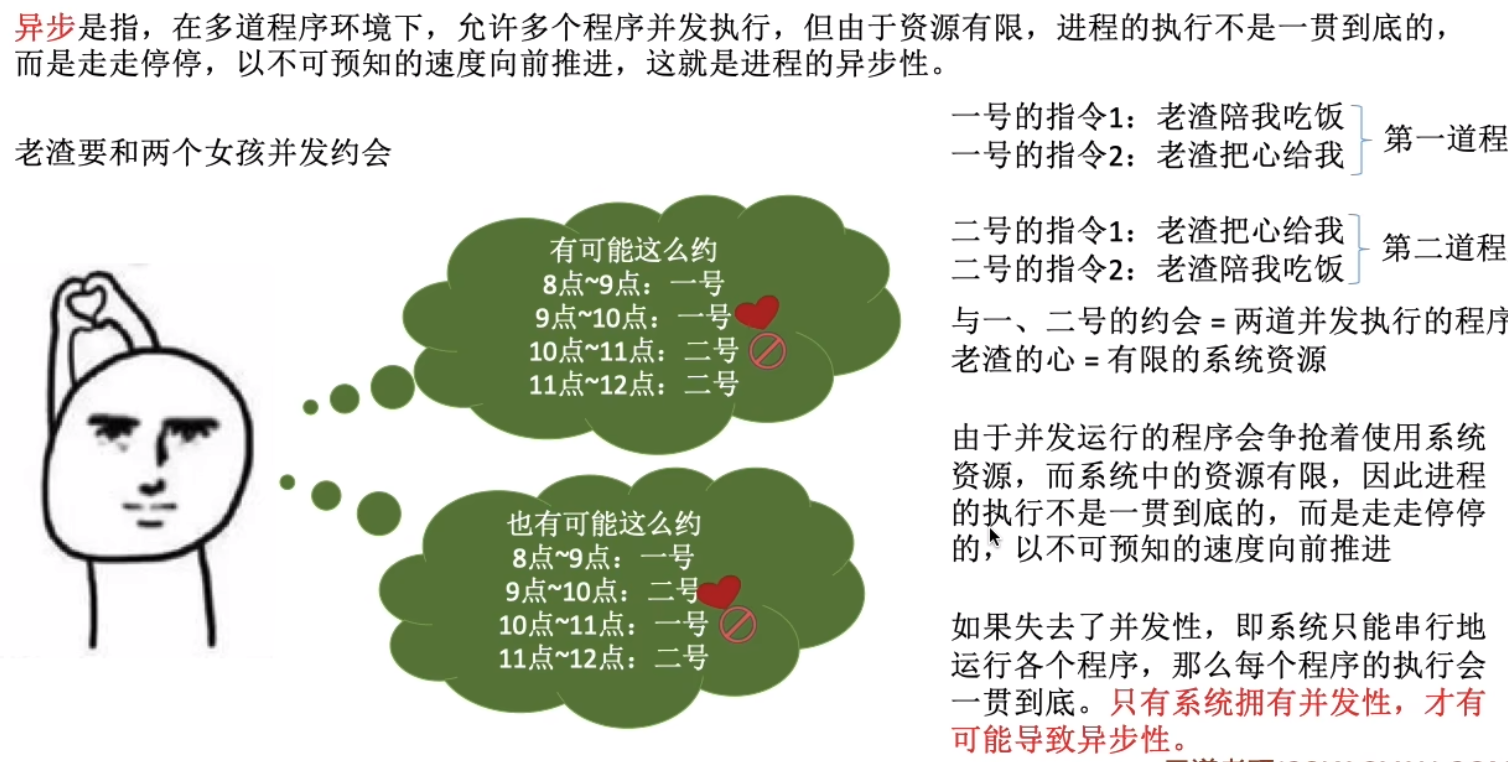 异步是指，在多道程序环境下，允许多个程序并发执行，但由于资源有限，进程的执行不是一贯到底的，
而是走走停停，以不可预知的速度向前推进，这就是进程的异步性。
老渣要和两个女孩并发约会
有可能这么约
8点~9点：一号
9点~10点：一号
10点~11点：二号
11点~12点：二号
也有可能这么约
8点~9点：一号
9点~10点：二号
10点~11点：一号
11点~12点：二号
一号的指令1：老渣陪我吃饭
一号的指令2：老渣把心给我
第一道程
二号的指令1：老渣把心给我
二号的指令2：老渣陪我吃饭
第二道程
与一、二号的约会 = 两道并发执行的程序
老渣的心 = 有限的系统资源
由于并发运行的程序会争抢着使用系统
资源，而系统中的资源有限，因此进程
的执行不是一贯到底的，而是走走停停
的，以不可预知的速度向前推进
如果失去了并发性，即系统只能串行地
运行各个程序，那么每个程序的执行会
一贯到底。只有系统拥有并发性，才有
可能导致异步性。